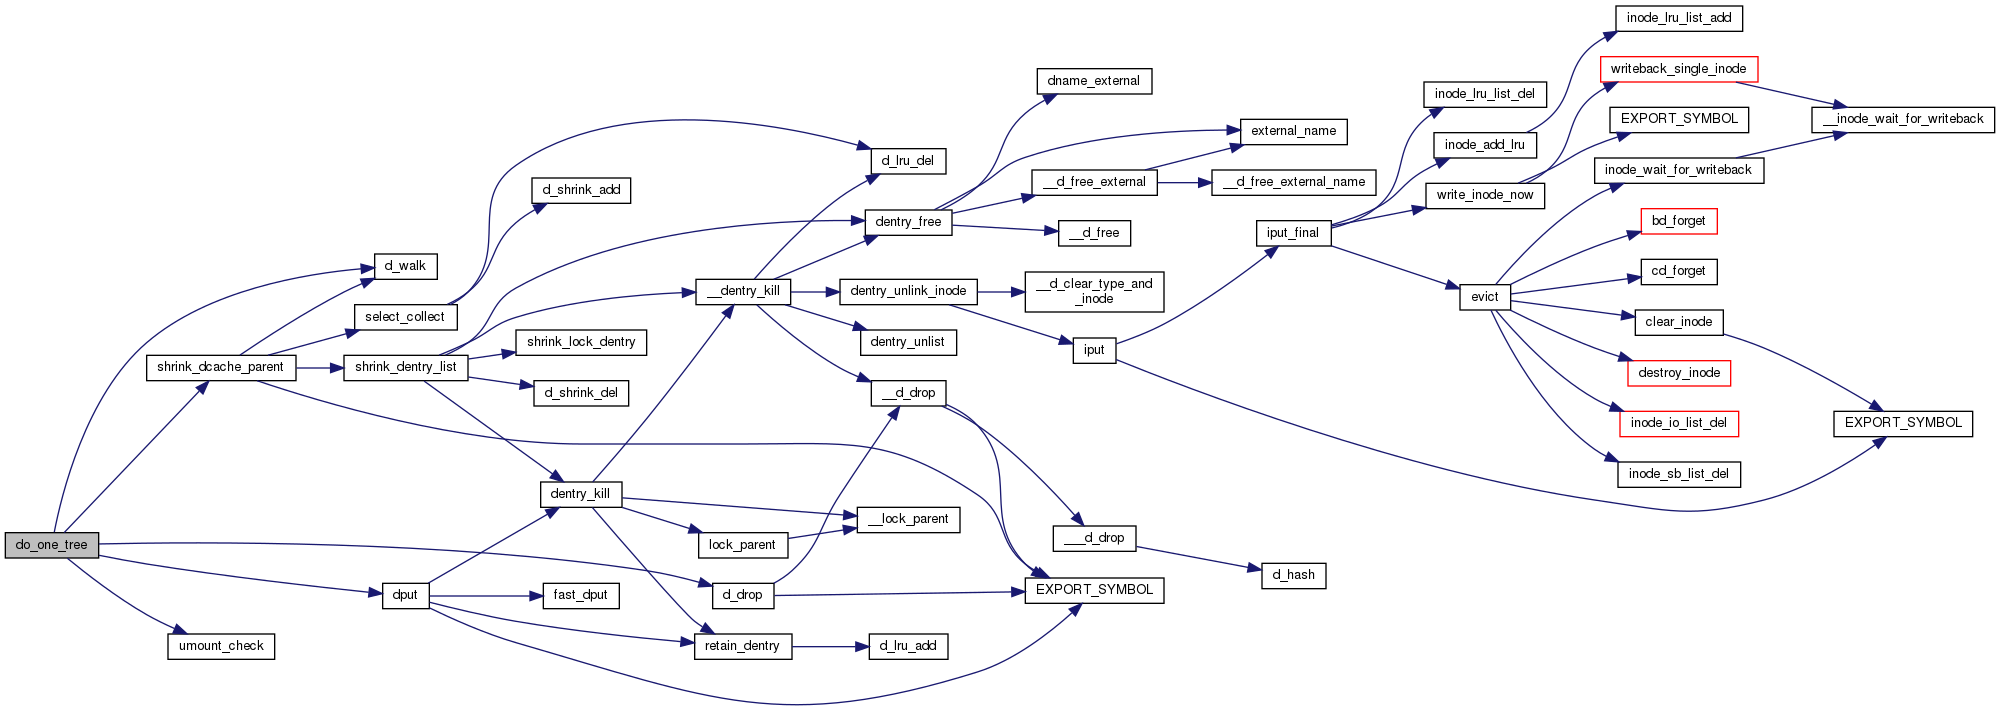 do_one_tree
shrink_dcache_parent
umount_check
d_walk
select_collect
shrink_dentry_list
dput
d_shrink_add
shrink_lock_dentry
d_shrink_del
dentry_kill
fast_dput
__dentry_kill
lock_parent
d_drop
retain_dentry
d_lru_del
dentry_free
dentry_unlink_inode
dentry_unlist
__d_drop
__lock_parent
d_lru_add
dname_external
__d_free_external
__d_free
__d_clear_type_and
_inode
iput
___d_drop
EXPORT_SYMBOL
external_name
__d_free_external_name
iput_final
d_hash
inode_lru_list_del
inode_add_lru
write_inode_now
evict
inode_lru_list_add
writeback_single_inode
EXPORT_SYMBOL
inode_wait_for_writeback
bd_forget
cd_forget
clear_inode
destroy_inode
inode_io_list_del
inode_sb_list_del
__inode_wait_for_writeback
EXPORT_SYMBOL